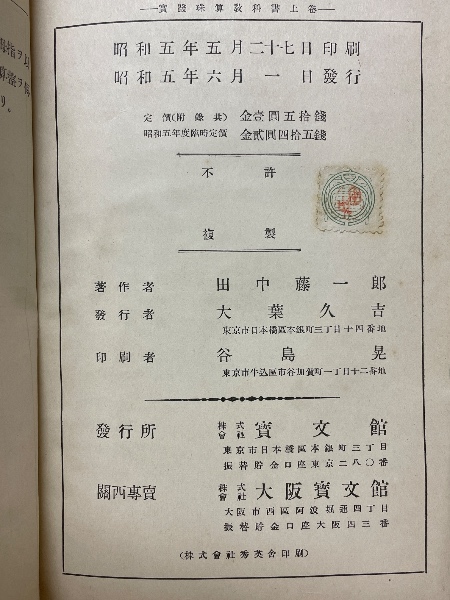 實踐珠算教科書上卷
昭和五年五月二十七日印刷
昭和五年六月一日發行
定價(附錄共) 金壹圓五拾錢
昭和五年度臨時定價 金貳圓四拾五錢
不許
複製
著作者 田中藤一郎
發行者 大葉久吉
東京市日本橋區本銀町三丁目十四番地
印刷者 谷島晃
東京市牛込區市谷加賀町一丁目十二番地
發行所 株式會社 寶文館
東京市日本橋區本銀町三丁目
振替貯金口座東京二八〇番
關西專賣 株式會社 大阪寶文館
大阪市西區阿波堀通四丁目
振替貯金口座大阪四三番
(株式會社秀英舍印刷)